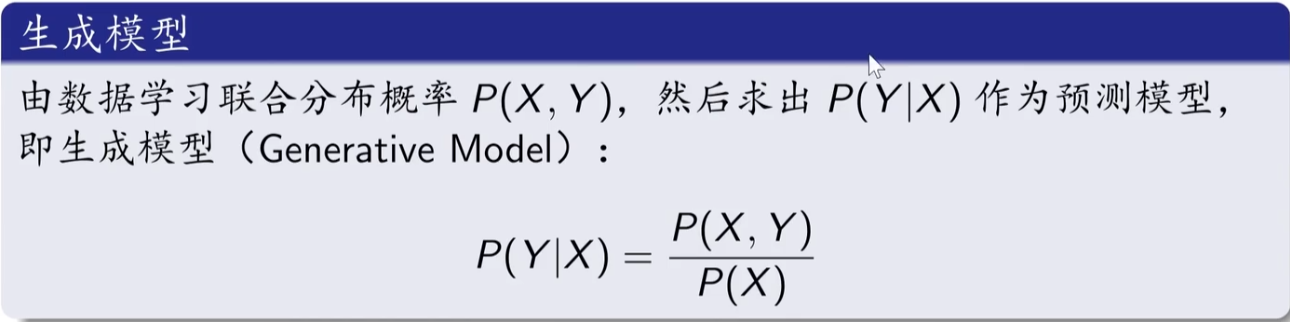 生成模型
由数据学习联合分布概率 P(X, Y)，然后求出 P(Y|X) 作为预测模型，
即生成模型（Generative Model）：
P(Y|X) = P(X, Y) / P(X)